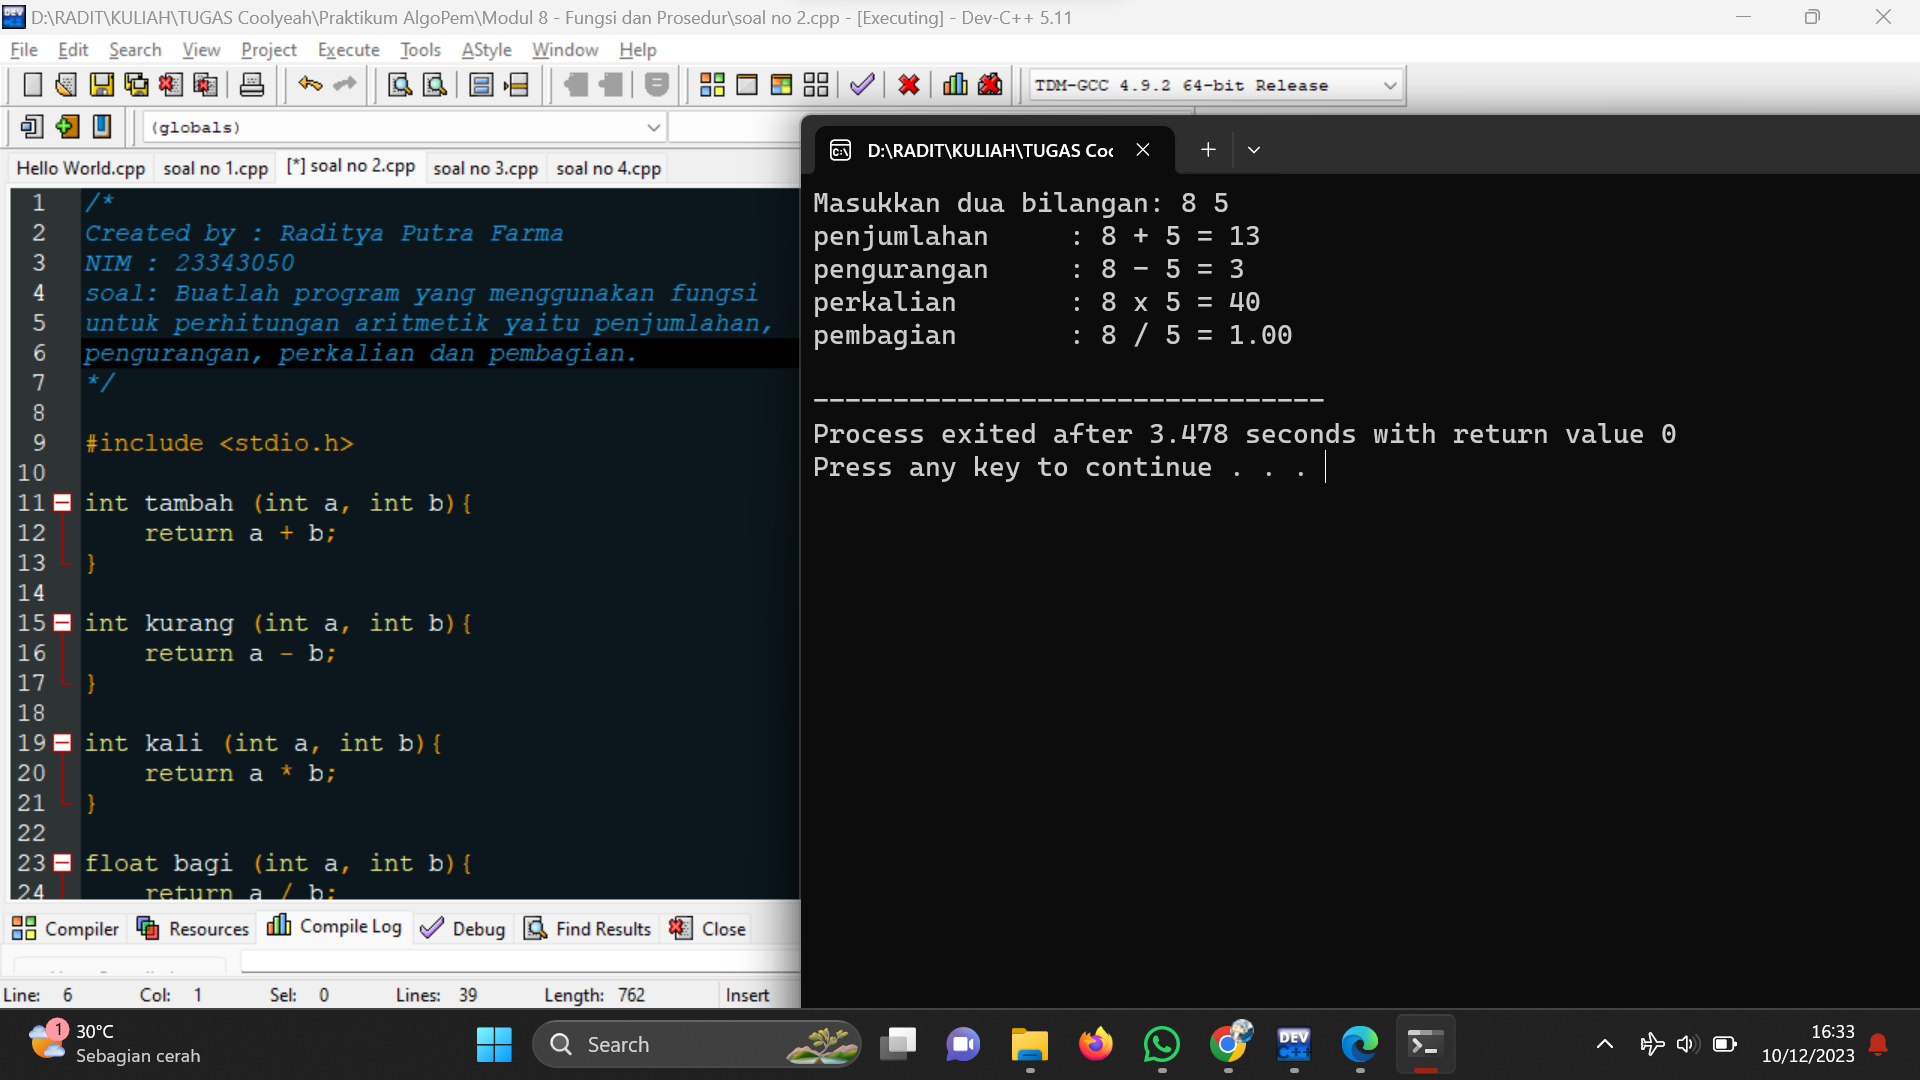 D:\RADIT\KULIAH\TUGAS Coolyeah\Praktikum AlgoPem\Modul 8 - Fungsi dan Prosedur\soal no 2.cpp - [Executing] - Dev-C++ 5.11
File Edit Search View Project Execute Tools AStyle Window Help
TDM-GCC 4.9.2 64-bit Release
(globals)
Hello World.cpp soal no 1.cpp [*] soal no 2.cpp soal no 3.cpp soal no 4.cpp
1 /*
2 Created by : Raditya Putra Farma
3 NIM : 23343050
4 soal: Buatlah program yang menggunakan fungsi
5 untuk perhitungan aritmetik yaitu penjumlahan,
6 pengurangan, perkalian dan pembagian.
7 */
8
9 #include <stdio.h>
10
11 int tambah (int a, int b){
12 return a + b;
13 }
14
15 int kurang (int a, int b){
16 return a - b;
17 }
18
19 int kali (int a, int b){
20 return a * b;
21 }
22
23 float bagi (int a, int b){
24 return a / b;
D:\RADIT\KULIAH\TUGAS Coo
Masukkan dua bilangan: 8 5
penjumlahan : 8 + 5 = 13
pengurangan : 8 - 5 = 3
perkalian : 8 x 5 = 40
pembagian : 8 / 5 = 1.00
--------------------------------
Process exited after 3.478 seconds with return value 0
Press any key to continue . . .
Compiler Resources Compile Log Debug Find Results Close
Line: 6 Col: 1 Sel: 0 Lines: 39 Length: 762 Insert
1
30°C
Sebagian cerah
Search
DEV
C++
16:33
10/12/2023